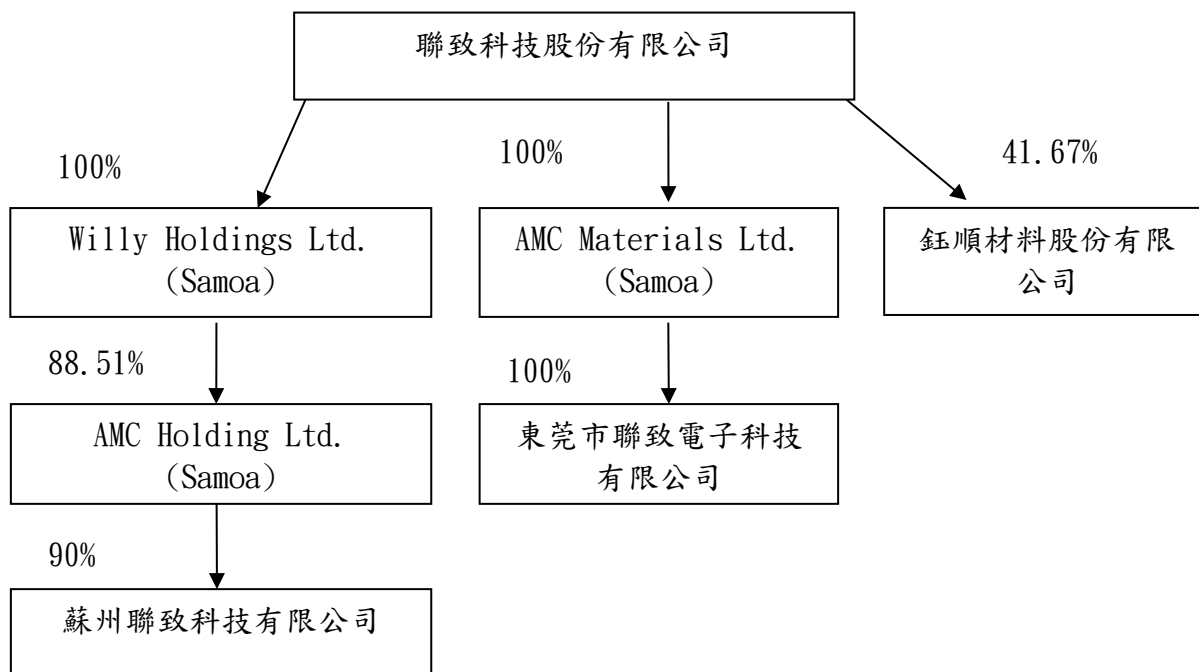 聯致科技股份有限公司
100%
100%
41.67%
Willy Holdings Ltd.
(Samoa)
AMC Materials Ltd.
(Samoa)
鈺順材料股份有限
公司
88.51%
100%
AMC Holding Ltd.
(Samoa)
東莞市聯致電子科技
有限公司
90%
蘇州聯致科技有限公司